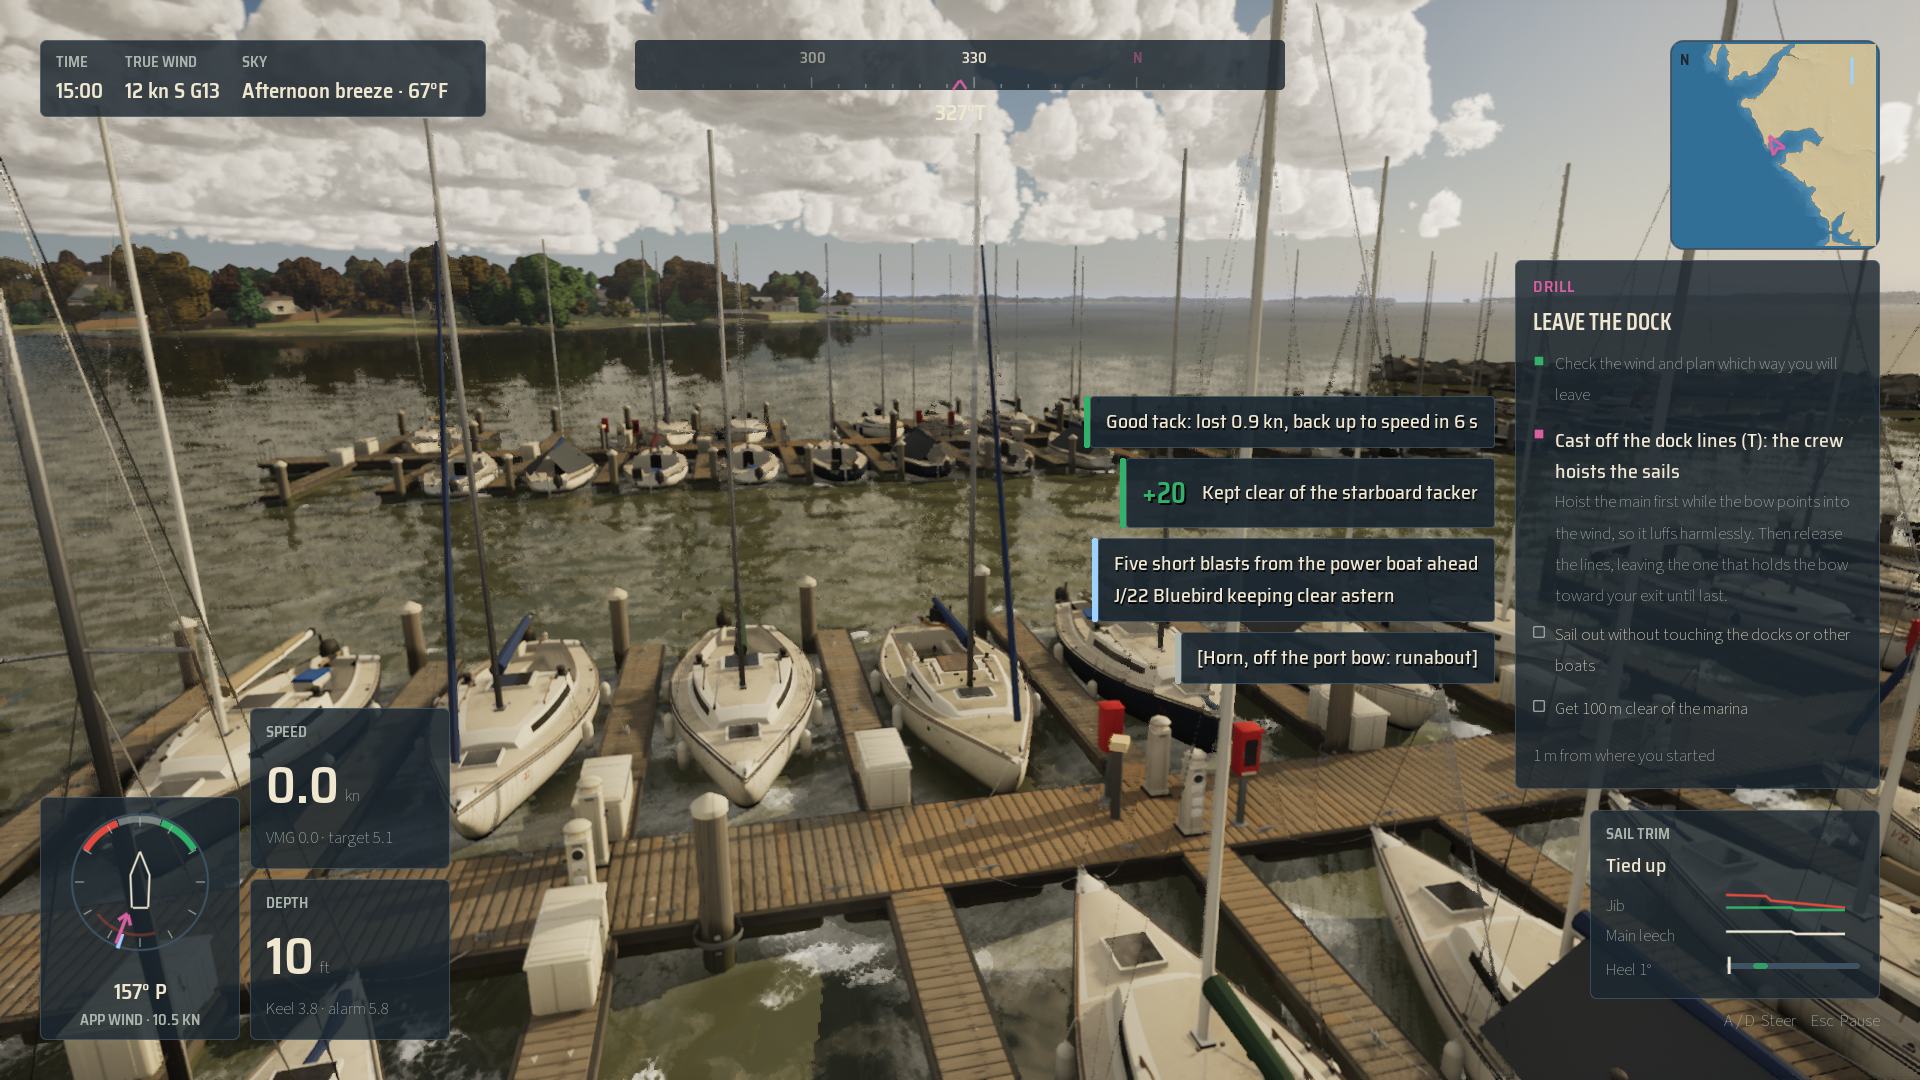 TIME TRUE WIND SKY
15:00 12 kn S G13 Afternoon breeze · 67°F
300 330 N
327°T
N
DRILL
LEAVE THE DOCK
Check the wind and plan which way you will
leave
Cast off the dock lines (T): the crew
hoists the sails
Hoist the main first while the bow points into
the wind, so it luffs harmlessly. Then release
the lines, leaving the one that holds the bow
toward your exit until last.
Sail out without touching the docks or other
boats
Get 100 m clear of the marina
1 m from where you started
Good tack: lost 0.9 kn, back up to speed in 6 s
+20 Kept clear of the starboard tacker
Five short blasts from the power boat ahead
J/22 Bluebird keeping clear astern
[Horn, off the port bow: runabout]
SPEED
0.0 kn
VMG 0.0 · target 5.1
DEPTH
10 ft
Keel 3.8 · alarm 5.8
157° P
APP WIND · 10.5 KN
SAIL TRIM
Tied up
Jib
Main leech
Heel 1°
A / D Steer Esc Pause